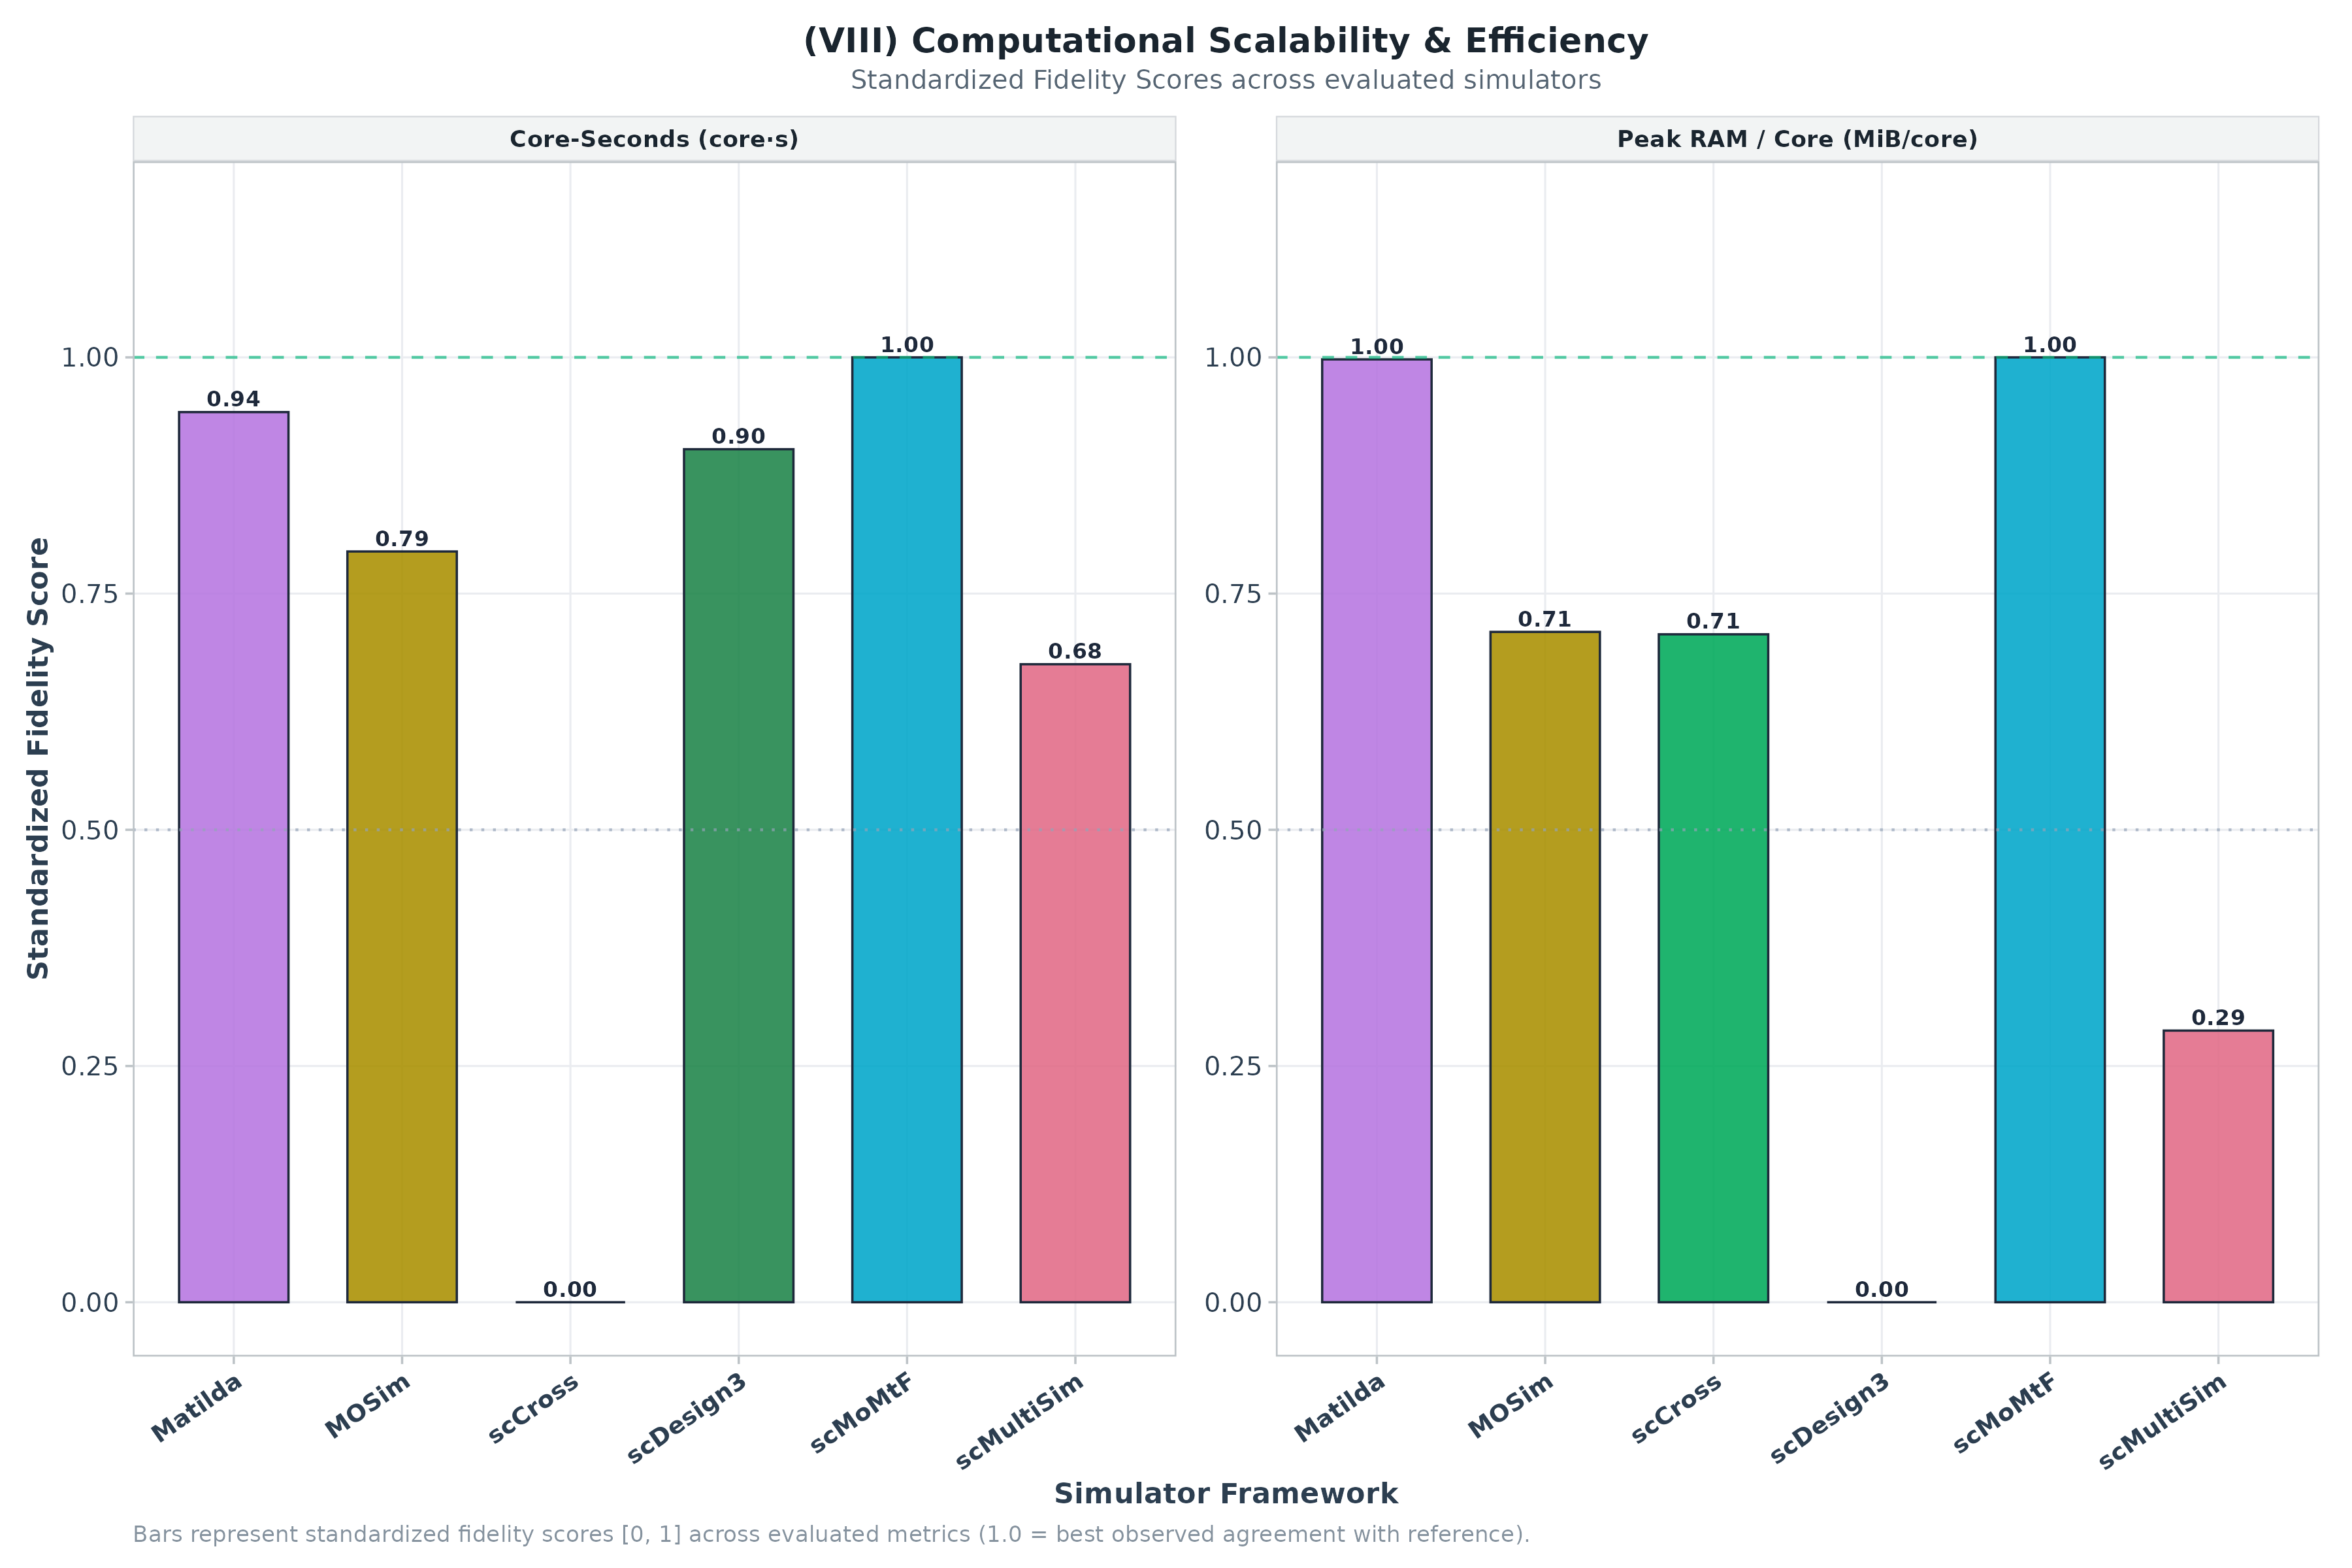 (VIII) Computational Scalability & Efficiency
Standardized Fidelity Scores across evaluated simulators
Core-Seconds (core·s)
Peak RAM / Core (MiB/core)
Standardized Fidelity Score
1.00
0.75
0.50
0.25
0.00
0.94
0.79
0.00
0.90
1.00
0.68
Matilda
MOSim
scCross
scDesign3
scMoMtF
scMultiSim
1.00
0.75
0.50
0.25
0.00
1.00
0.71
0.71
0.00
1.00
0.29
Matilda
MOSim
scCross
scDesign3
scMoMtF
scMultiSim
Simulator Framework
Bars represent standardized fidelity scores [0, 1] across evaluated metrics (1.0 = best observed agreement with reference).